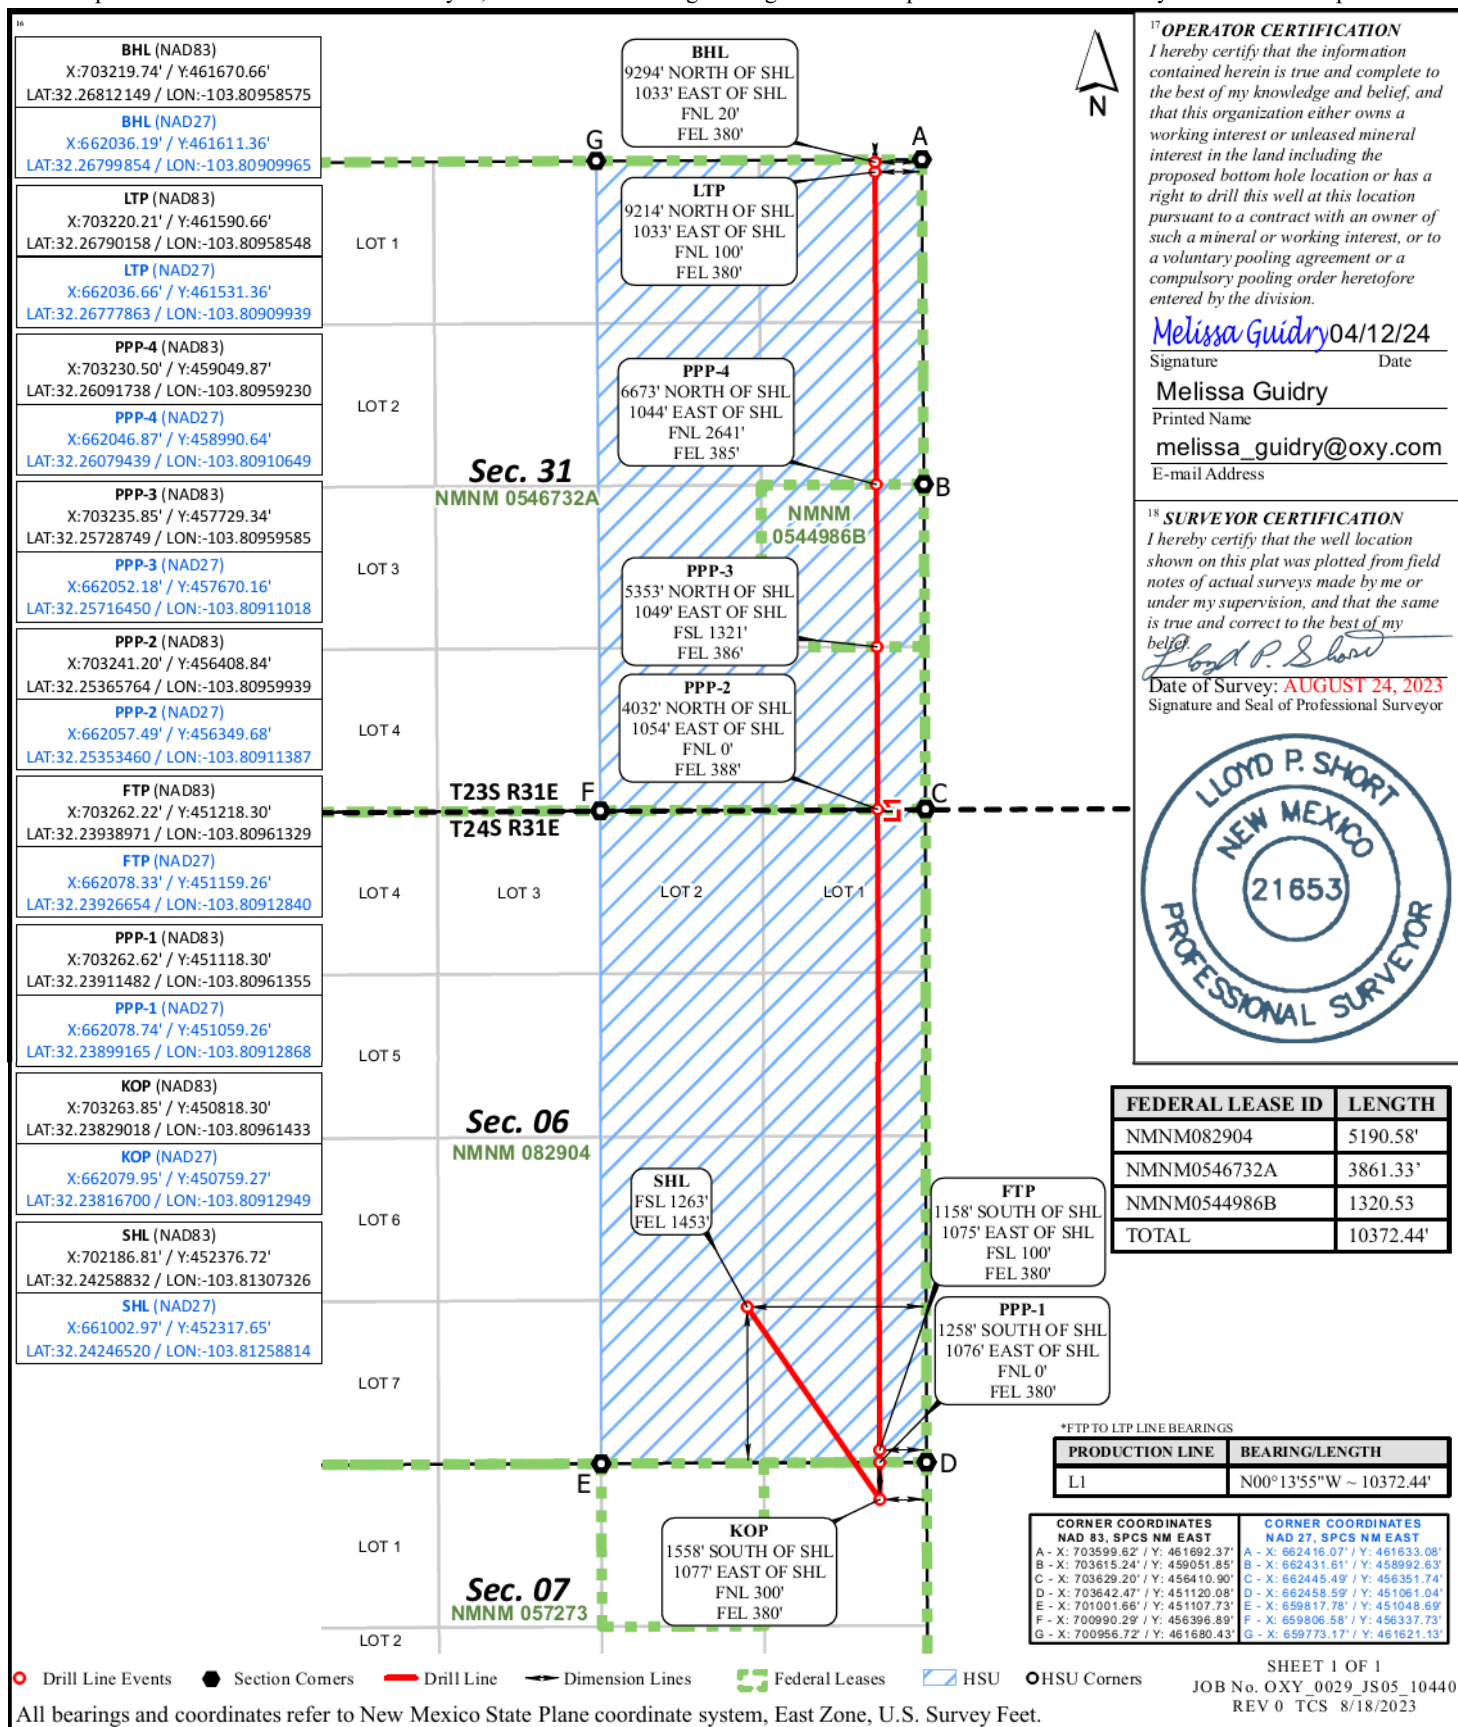 16
BHL (NAD83)
X:703219.74' / Y:461670.66'
LAT:32.26812149 / LON:-103.80958575
BHL (NAD27)
X:662036.19' / Y:461611.36'
LAT:32.26799854 / LON:-103.80909965
LTP (NAD83)
X:703220.21' / Y:461590.66'
LAT:32.26790158 / LON:-103.80958548
LTP (NAD27)
X:662036.66' / Y:461531.36'
LAT:32.26777863 / LON:-103.80909939
PPP-4 (NAD83)
X:703230.50' / Y:459049.87'
LAT:32.26091738 / LON:-103.80959230
PPP-4 (NAD27)
X:662046.87' / Y:458990.64'
LAT:32.26079439 / LON:-103.80910649
PPP-3 (NAD83)
X:703235.85' / Y:457729.34'
LAT:32.25728749 / LON:-103.80959585
PPP-3 (NAD27)
X:662052.18' / Y:457670.16'
LAT:32.25716450 / LON:-103.80911018
PPP-2 (NAD83)
X:703241.20' / Y:456408.84'
LAT:32.25365764 / LON:-103.80959939
PPP-2 (NAD27)
X:662057.49' / Y:456349.68'
LAT:32.25353460 / LON:-103.80911387
FTP (NAD83)
X:703262.22' / Y:451218.30'
LAT:32.23938971 / LON:-103.80961329
FTP (NAD27)
X:662078.33' / Y:451159.26'
LAT:32.23926654 / LON:-103.80912840
PPP-1 (NAD83)
X:703262.62' / Y:451118.30'
LAT:32.23911482 / LON:-103.80961355
PPP-1 (NAD27)
X:662078.74' / Y:451059.26'
LAT:32.23899165 / LON:-103.80912868
KOP (NAD83)
X:703263.85' / Y:450818.30'
LAT:32.23829018 / LON:-103.80961433
KOP (NAD27)
X:662079.95' / Y:450759.27'
LAT:32.23816700 / LON:-103.80912949
SHL (NAD83)
X:702186.81' / Y:452376.72'
LAT:32.24258832 / LON:-103.81307326
SHL (NAD27)
X:661002.97' / Y:452317.65'
LAT:32.24246520 / LON:-103.81258814
BHL
9294' NORTH OF SHL
1033' EAST OF SHL
FNL 20'
FEL 380'
N
G
A
LTP
9214' NORTH OF SHL
1033' EAST OF SHL
FNL 100'
FEL 380'
LOT 1
PPP-4
6673' NORTH OF SHL
1044' EAST OF SHL
FNL 2641'
FEL 385'
LOT 2
Sec. 31
NMNM 0546732A
B
NMNM
0544986B
LOT 3
PPP-3
5353' NORTH OF SHL
1049' EAST OF SHL
FSL 1321'
FEL 386'
PPP-2
4032' NORTH OF SHL
1054' EAST OF SHL
FNL 0'
FEL 388'
LOT 4
T23S R31E
F
C
L1
T24S R31E
LOT 4
LOT 3
LOT 2
LOT 1
LOT 5
Sec. 06
NMNM 082904
SHL
FSL 1263'
FEL 1453'
LOT 6
FTP
1158' SOUTH OF SHL
1075' EAST OF SHL
FSL 100'
FEL 380'
PPP-1
1258' SOUTH OF SHL
1076' EAST OF SHL
FNL 0'
FEL 380'
LOT 7
E
D
KOP
1558' SOUTH OF SHL
1077' EAST OF SHL
FNL 300'
FEL 380'
LOT 1
Sec. 07
NMNM 057273
LOT 2
17 OPERATOR CERTIFICATION
I hereby certify that the information
contained herein is true and complete to
the best of my knowledge and belief, and
that this organization either owns a
working interest or unleased mineral
interest in the land including the
proposed bottom hole location or has a
right to drill this well at this location
pursuant to a contract with an owner of
such a mineral or working interest, or to
a voluntary pooling agreement or a
compulsory pooling order heretofore
entered by the division.
Melissa Guidry 04/12/24
Signature Date
Melissa Guidry
Printed Name
melissa_guidry@oxy.com
E-mail Address
18 SURVEYOR CERTIFICATION
I hereby certify that the well location
shown on this plat was plotted from field
notes of actual surveys made by me or
under my supervision, and that the same
is true and correct to the best of my
belief.
Lloyd P. Short
Date of Survey: AUGUST 24, 2023
Signature and Seal of Professional Surveyor
LLOYD P. SHORT
NEW MEXICO
21653
PROFESSIONAL SURVEYOR
FEDERAL LEASE ID LENGTH
NMNM082904 5190.58'
NMNM0546732A 3861.33’
NMNM0544986B 1320.53
TOTAL 10372.44'
*FTP TO LTP LINE BEARINGS
PRODUCTION LINE BEARING/LENGTH
L1 N00°13'55"W ~ 10372.44'
CORNER COORDINATES
NAD 83, SPCS NM EAST
A - X: 703599.62' / Y: 461692.37'
B - X: 703615.24' / Y: 459051.85'
C - X: 703629.20' / Y: 456410.90'
D - X: 703642.47' / Y: 451120.08'
E - X: 701001.66' / Y: 451107.73'
F - X: 700990.29' / Y: 456396.89'
G - X: 700956.72' / Y: 461680.43'
CORNER COORDINATES
NAD 27, SPCS NM EAST
A - X: 662416.07' / Y: 461633.08'
B - X: 662431.61' / Y: 458992.63'
C - X: 662445.49' / Y: 456351.74'
D - X: 662458.59' / Y: 451061.04'
E - X: 659817.78' / Y: 451048.69'
F - X: 659806.58' / Y: 456337.73'
G - X: 659773.17' / Y: 461621.13'
Drill Line Events Section Corners Drill Line Dimension Lines Federal Leases HSU HSU Corners
SHEET 1 OF 1
JOB No. OXY_0029_JS05_10440
REV 0 TCS 8/18/2023
All bearings and coordinates refer to New Mexico State Plane coordinate system, East Zone, U.S. Survey Feet.